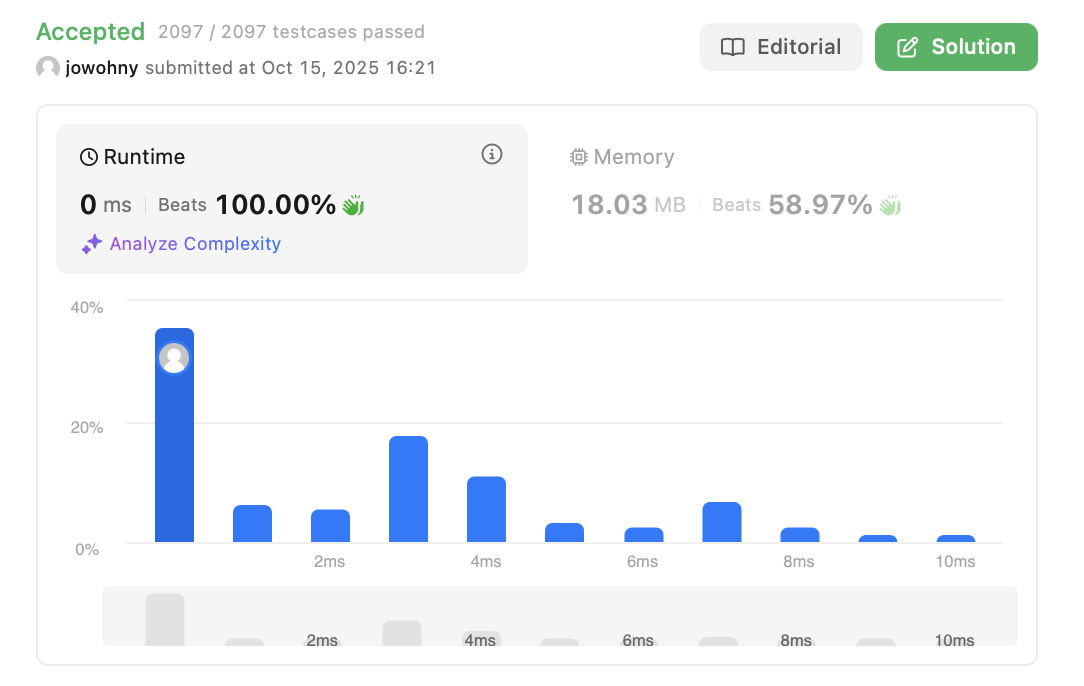 Accepted 2097 / 2097 testcases passed
jowohny submitted at Oct 15, 2025 16:21
Editorial
Solution
Runtime
0 ms Beats 100.00%
Analyze Complexity
Memory
18.03 MB Beats 58.97%
40%
20%
0%
2ms 4ms 6ms 8ms 10ms
2ms 4ms 6ms 8ms 10ms